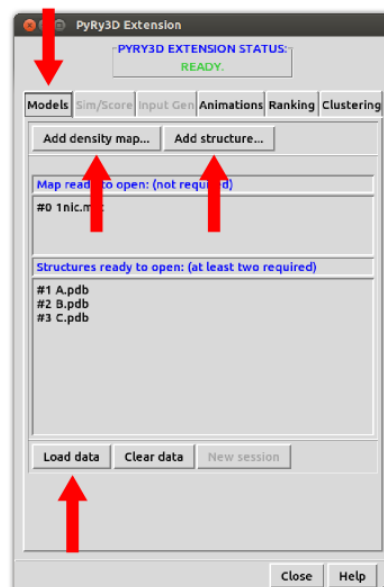 PyRy3D Extension
PYRY3D EXTENSION STATUS:
READY.
Models Sim/Score Input Gen Animations Ranking Clustering
Add density map... Add structure...
Map ready to open: (not required)
#0 1nic.
Structures ready to open: (at least two required)
#1 A.pdb
#2 B.pdb
#3 C.pdb
Load data Clear data New session
Close Help